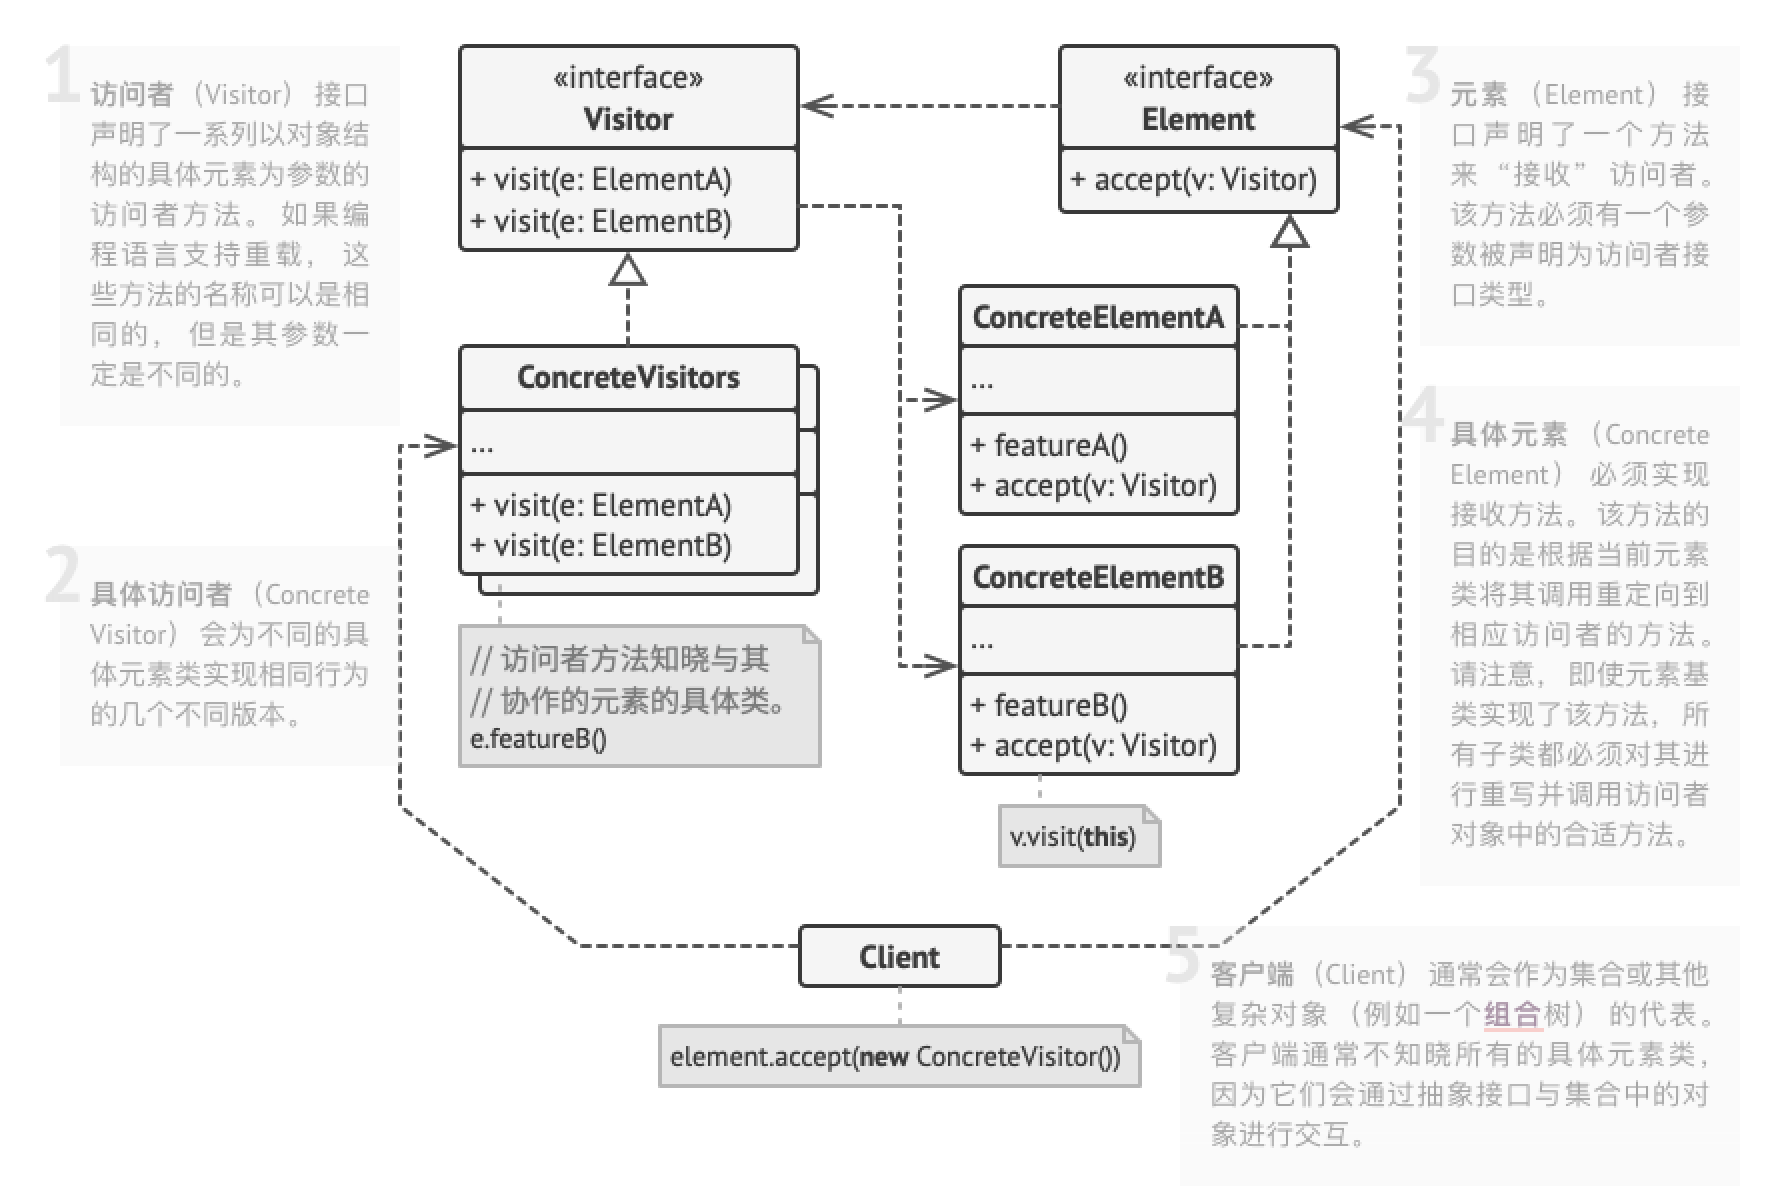 1
访问者 （Visitor） 接口
声明了一系列以对象结
构的具体元素为参数的
访问者方法。 如果编
程语言支持重载， 这
些方法的名称可以是相
同的， 但是其参数一
定是不同的。
2
具体访问者 （Concrete
Visitor） 会为不同的具
体元素类实现相同行为
的几个不同版本。
«interface»
Visitor
+ visit(e: ElementA)
+ visit(e: ElementB)
ConcreteVisitors
...
+ visit(e: ElementA)
+ visit(e: ElementB)
// 访问者方法知晓与其
// 协作的元素的具体类。
e.featureB()
«interface»
Element
+ accept(v: Visitor)
ConcreteElementA
...
+ featureA()
+ accept(v: Visitor)
ConcreteElementB
...
+ featureB()
+ accept(v: Visitor)
v.visit(this)
Client
element.accept(new ConcreteVisitor())
3
元素 （Element） 接
口声明了一个方法
来 “接收” 访问者。
该方法必须有一个参
数被声明为访问者接
口类型。
4
具体元素 （Concrete
Element） 必须实现
接收方法。 该方法的
目的是根据当前元素
类将其调用重定向到
相应访问者的方法。
请注意， 即使元素基
类实现了该方法， 所
有子类都必须对其进
行重写并调用访问者
对象中的合适方法。
5
客户端 （Client） 通常会作为集合或其他
复杂对象 （例如一个组合树） 的代表。
客户端通常不知晓所有的具体元素类，
因为它们会通过抽象接口与集合中的对
象进行交互。